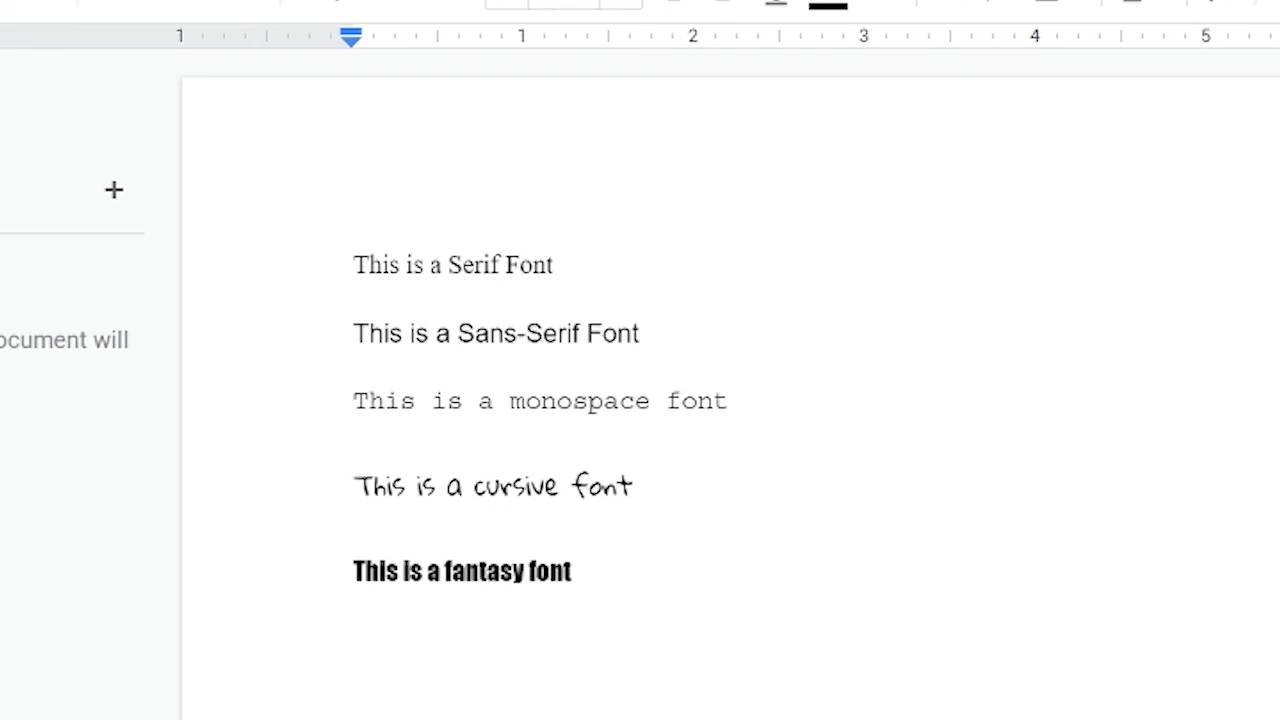 1 1 2 3 4 5
This is a Serif Font
This is a Sans-Serif Font
ocument will
This is a monospace font
This is a cursive font
This is a fantasy font